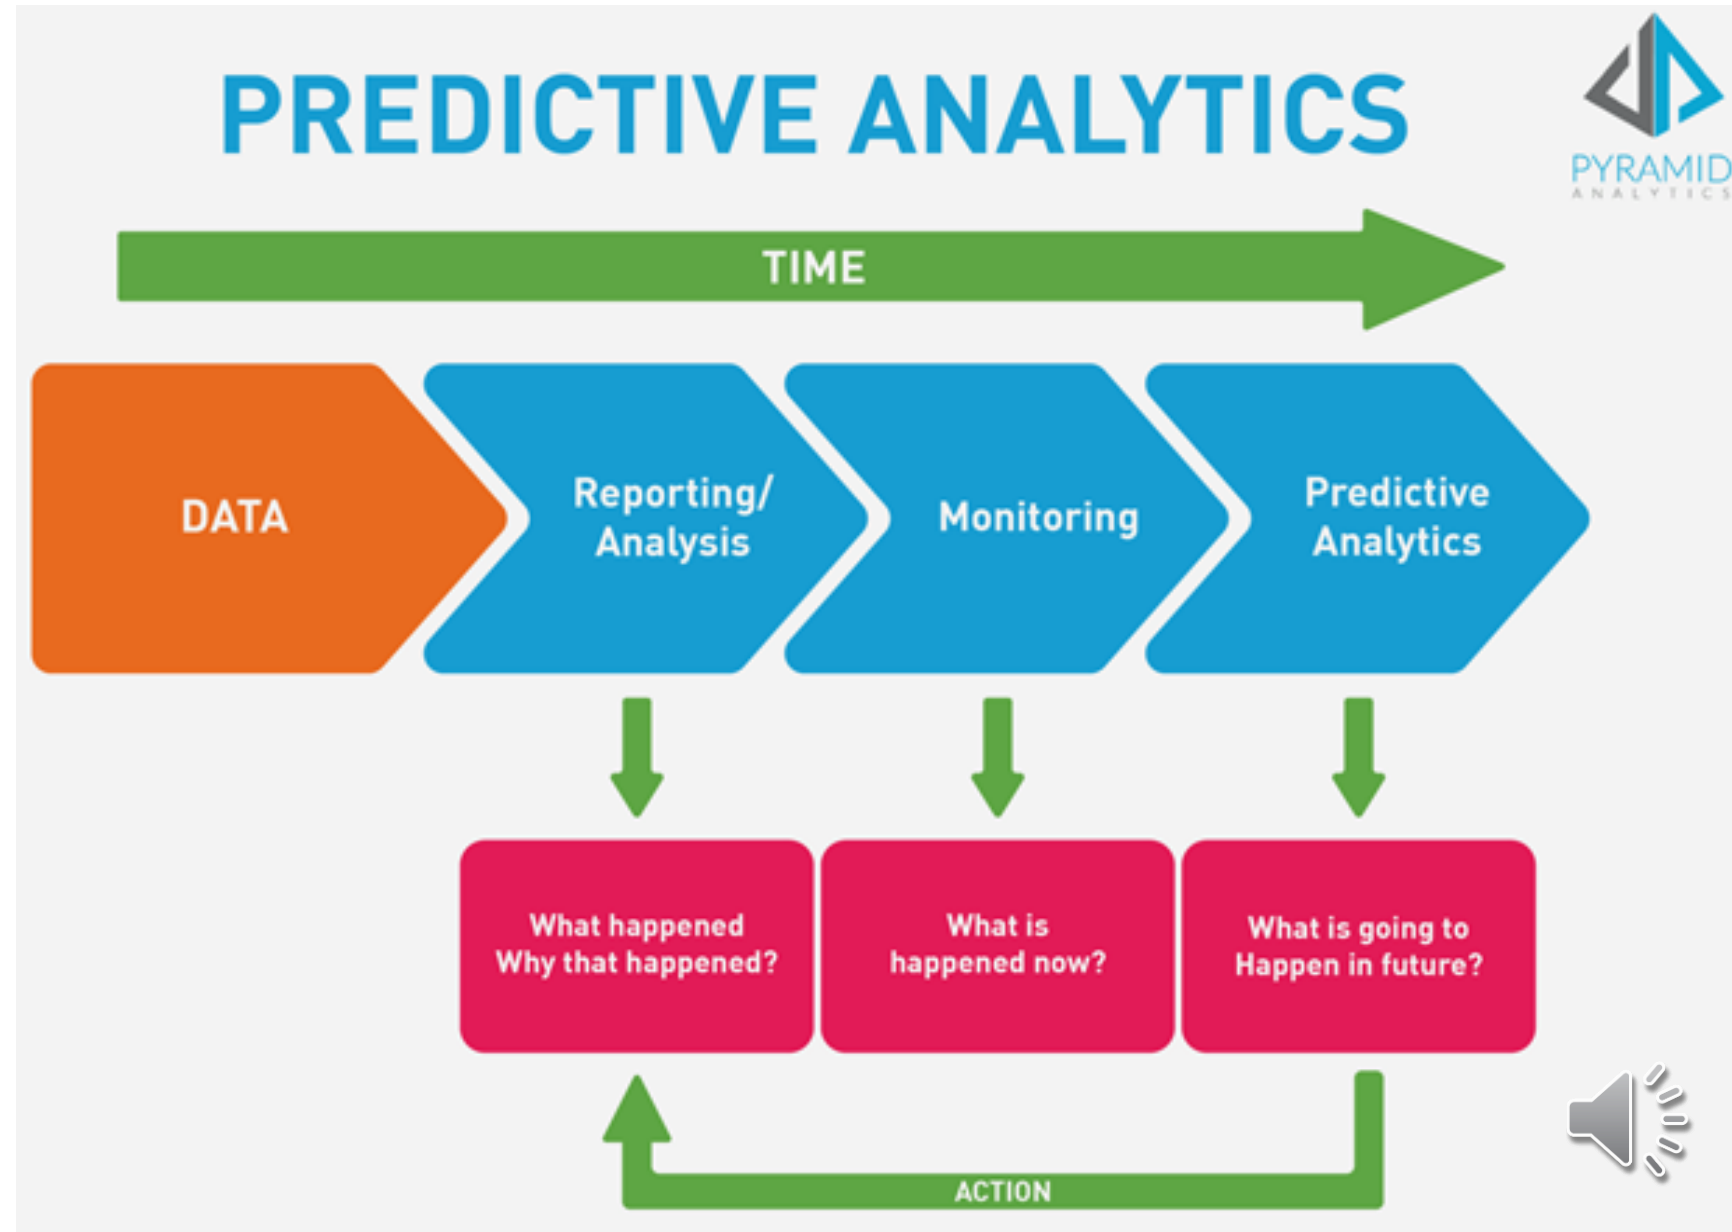 PREDICTIVE ANALYTICS
PYRAMID
ANALYTICS
TIME
DATA
Reporting/
Analysis
Monitoring
Predictive
Analytics
What happened
Why that happened?
What is
happened now?
What is going to
Happen in future?
ACTION